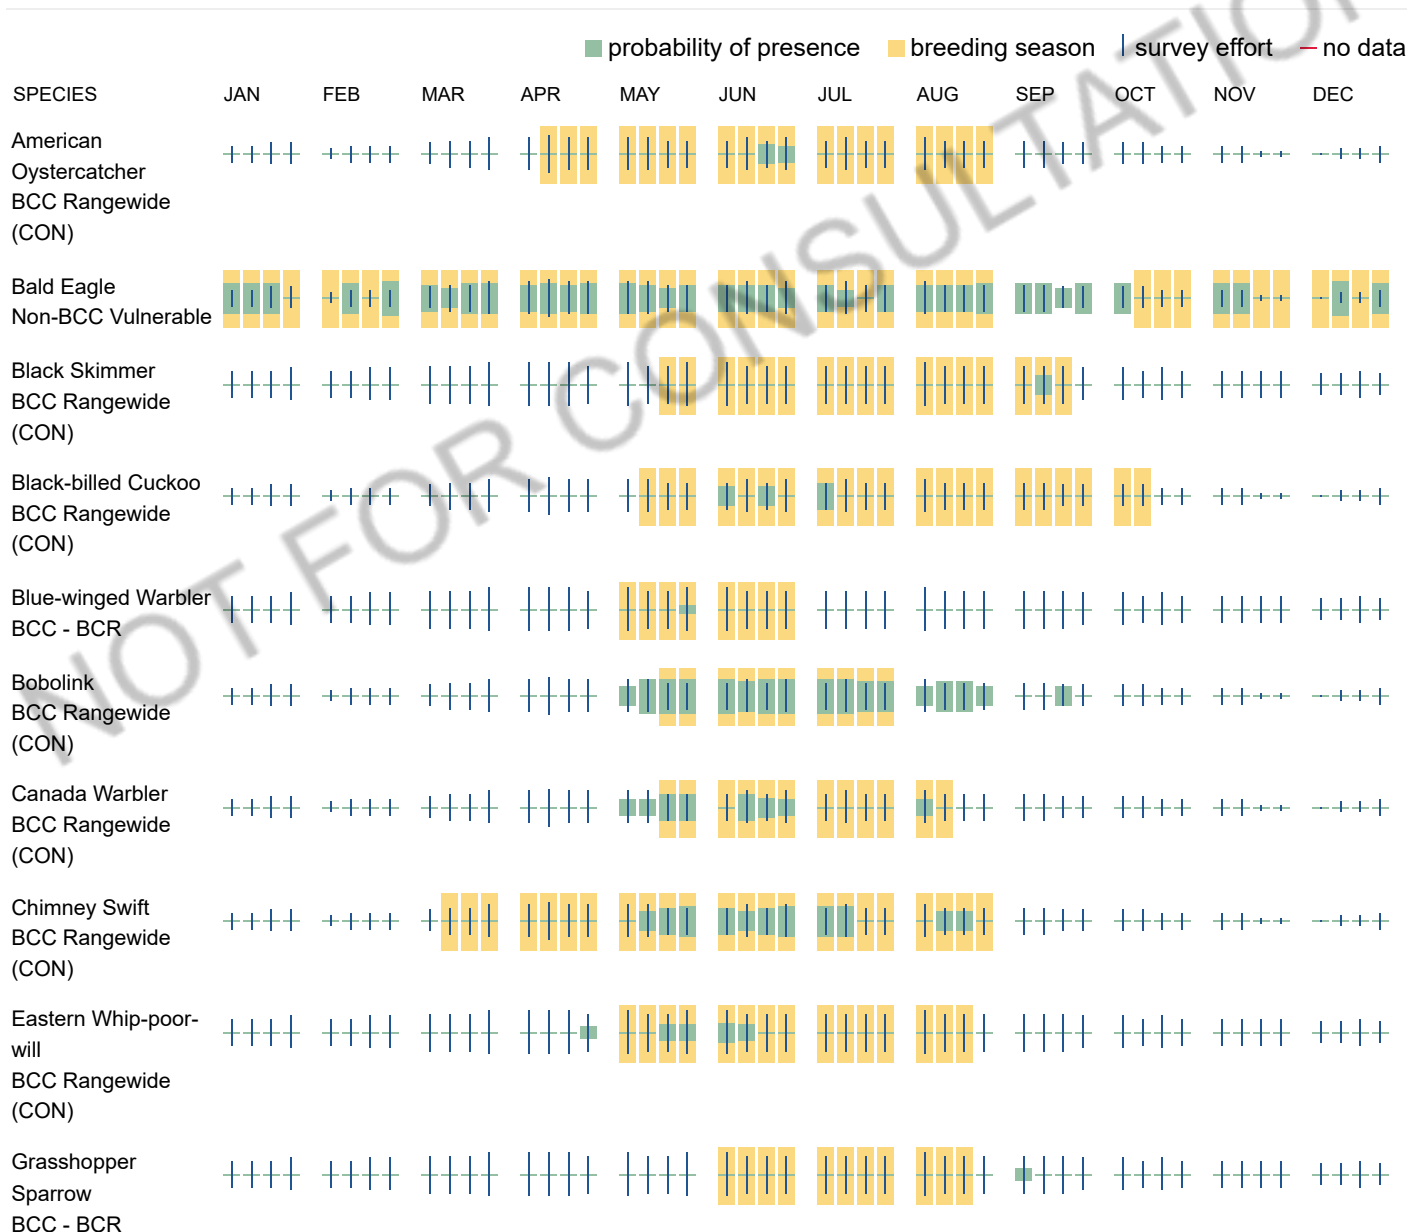 probability of presence breeding season survey effort no data
SPECIES JAN FEB MAR APR MAY JUN JUL AUG SEP OCT NOV DEC
American
Oystercatcher
BCC Rangewide
(CON)
Bald Eagle
Non-BCC Vulnerable
Black Skimmer
BCC Rangewide
(CON)
Black-billed Cuckoo
BCC Rangewide
(CON)
Blue-winged Warbler
BCC - BCR
Bobolink
BCC Rangewide
(CON)
Canada Warbler
BCC Rangewide
(CON)
Chimney Swift
BCC Rangewide
(CON)
Eastern Whip-poor-
will
BCC Rangewide
(CON)
Grasshopper
Sparrow
BCC - BCR
NOT FOR CONSULTATIO